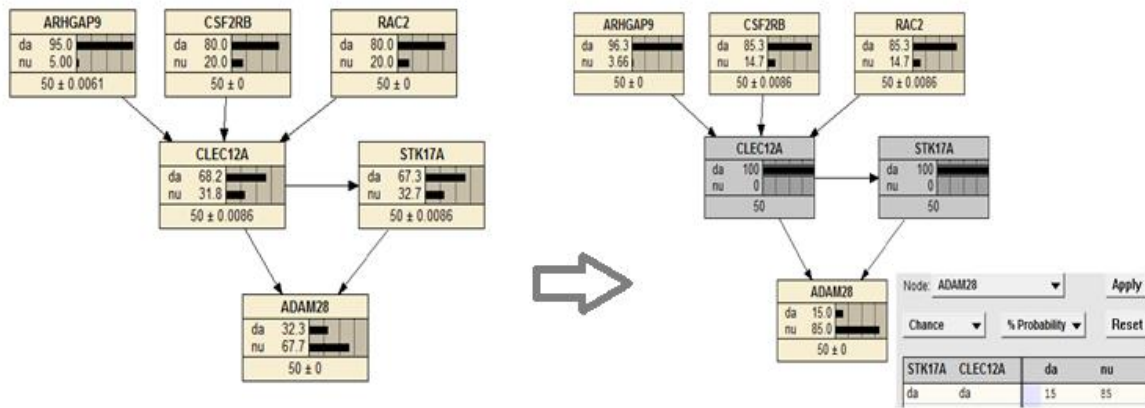 ARHGAP9
da 95.0
nu 5.00
50 ± 0.0061
CSF2RB
da 80.0
nu 20.0
50 ± 0
RAC2
da 80.0
nu 20.0
50 ± 0
CLEC12A
da 68.2
nu 31.8
50 ± 0.0086
STK17A
da 67.3
nu 32.7
50 ± 0.0086
ADAM28
da 32.3
nu 67.7
50 ± 0
ARHGAP9
da 96.3
nu 3.66
50 ± 0
CSF2RB
da 85.3
nu 14.7
50 ± 0.0086
RAC2
da 85.3
nu 14.7
50 ± 0.0086
CLEC12A
da 100
nu 0
50
STK17A
da 100
nu 0
50
ADAM28
da 15.0
nu 85.0
50 ± 0
Node: ADAM28 Apply
Chance % Probability Reset
STK17A CLEC12A da nu
da da 15 85